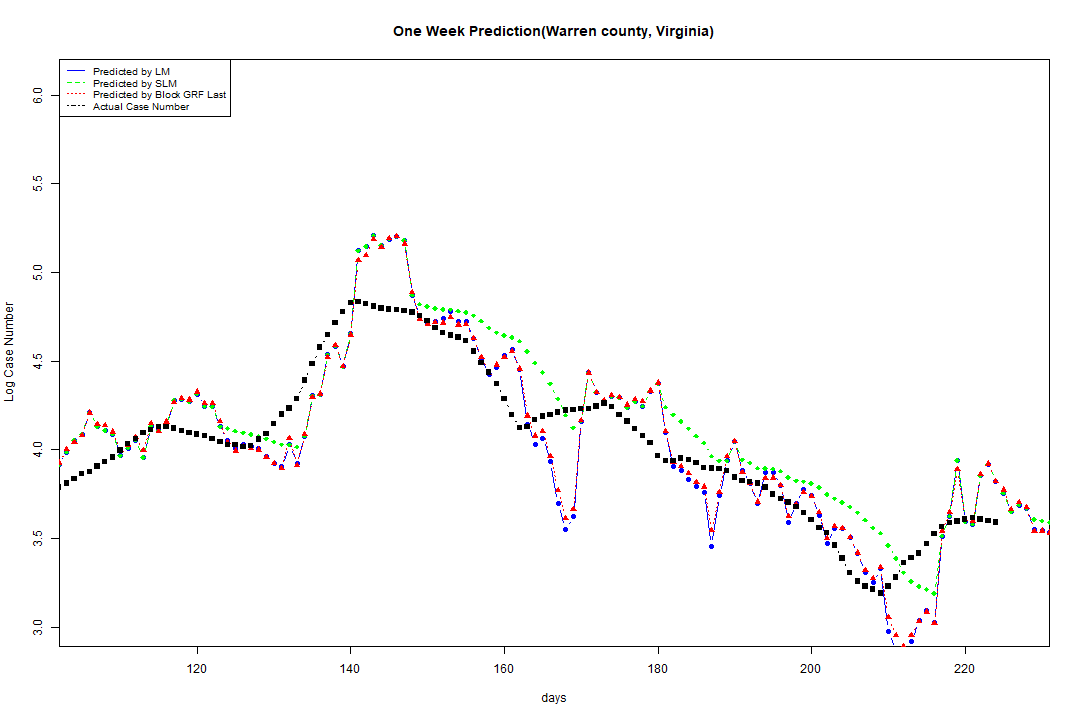 One Week Prediction(Warren county, Virginia)
Predicted by LM
Predicted by SLM
Predicted by Block GRF Last
Actual Case Number
6.0
5.5
5.0
4.5
4.0
3.5
3.0
Log Case Number
120 140 160 180 200 220
days